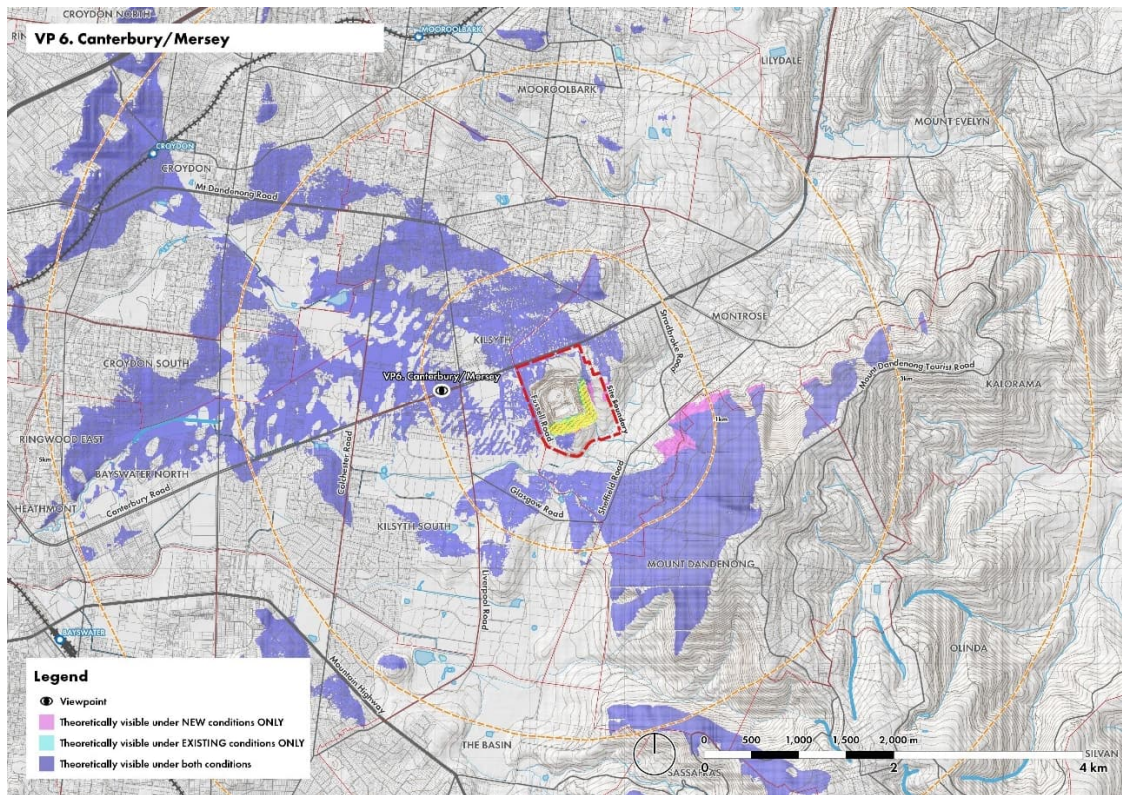 CROYDON NORTH
VP 6. Canterbury/Mersey
MOOROOLBARK
LILYDALE
MOOROOLBARK
MOUNT EVELYN
CROYDON
CROYDON
Mt Dandenong Road
MONTROSE
Stradbroke Road
KILSYTH
Mount Dandenong Tourist Road
3km
CROYDON SOUTH
VP6. Canterbury/Mersey
KALORAMA
Fussell Road
Site Boundary
1km
RINGWOOD EAST
5km
BAYSWATER NORTH
Colchester Road
Canterbury Road
HEATHMONT
Glasgow Road
Sheffield Road
KILSYTH SOUTH
MOUNT DANDENONG
Liverpool Road
BAYSWATER
OLINDA
Mountain Highway
Legend
Viewpoint
Theoretically visible under NEW conditions ONLY
Theoretically visible under EXISTING conditions ONLY
Theoretically visible under both conditions
THE BASIN
SASSAFRAS
SILVAN
0 500 1,000 1,500 2,000 m
0 2 4 km